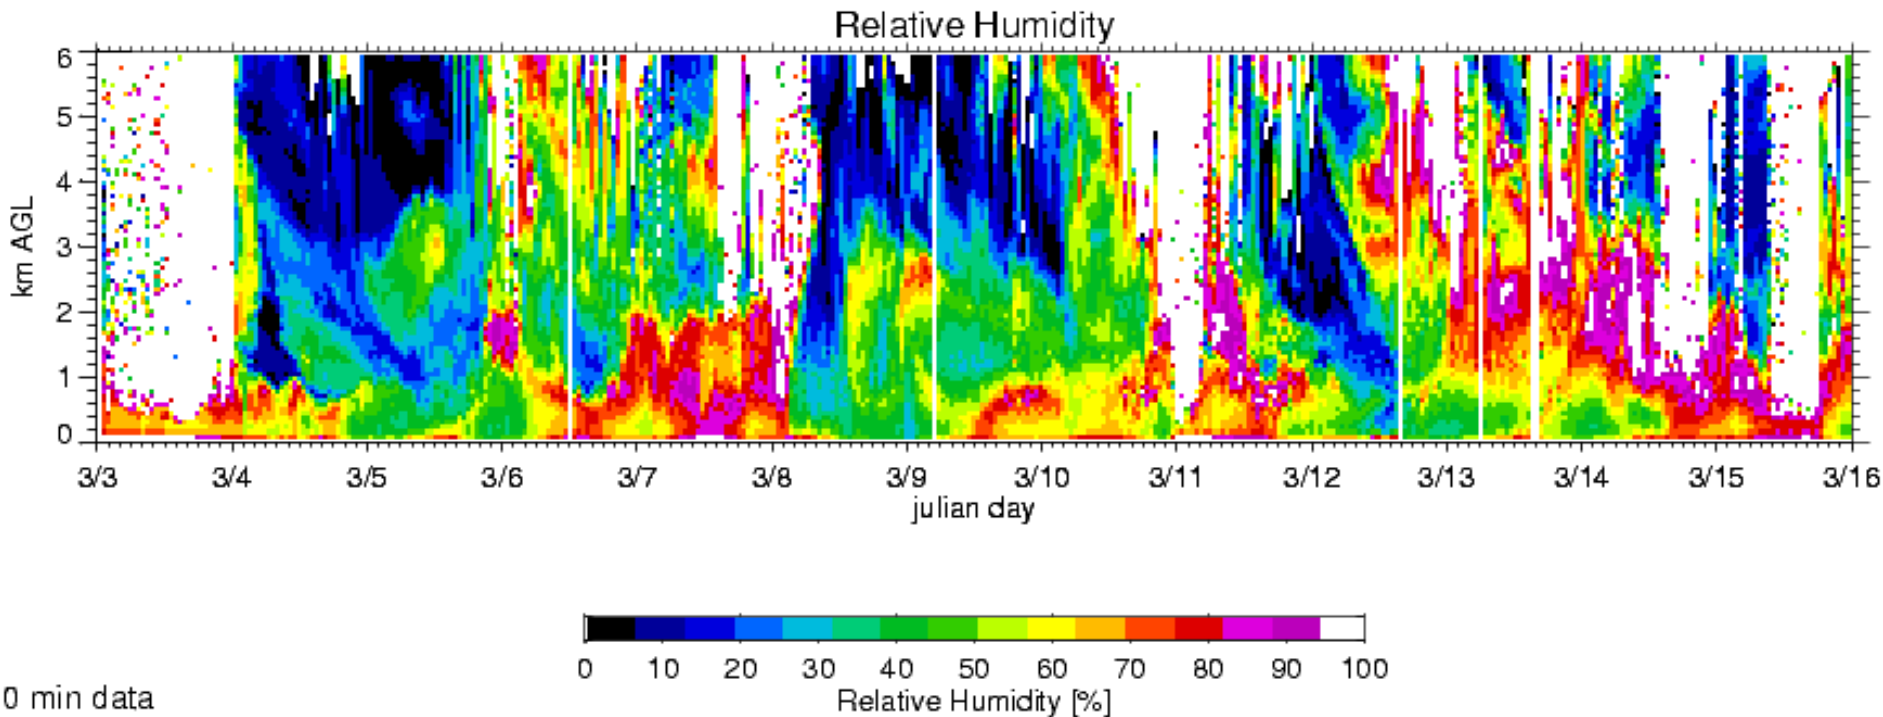 Relative Humidity
6
5
4
3
2
1
0
km AGL
3/3 3/4 3/5 3/6 3/7 3/8 3/9 3/10 3/11 3/12 3/13 3/14 3/15 3/16
julian day
0 10 20 30 40 50 60 70 80 90 100
Relative Humidity [%]
0 min data